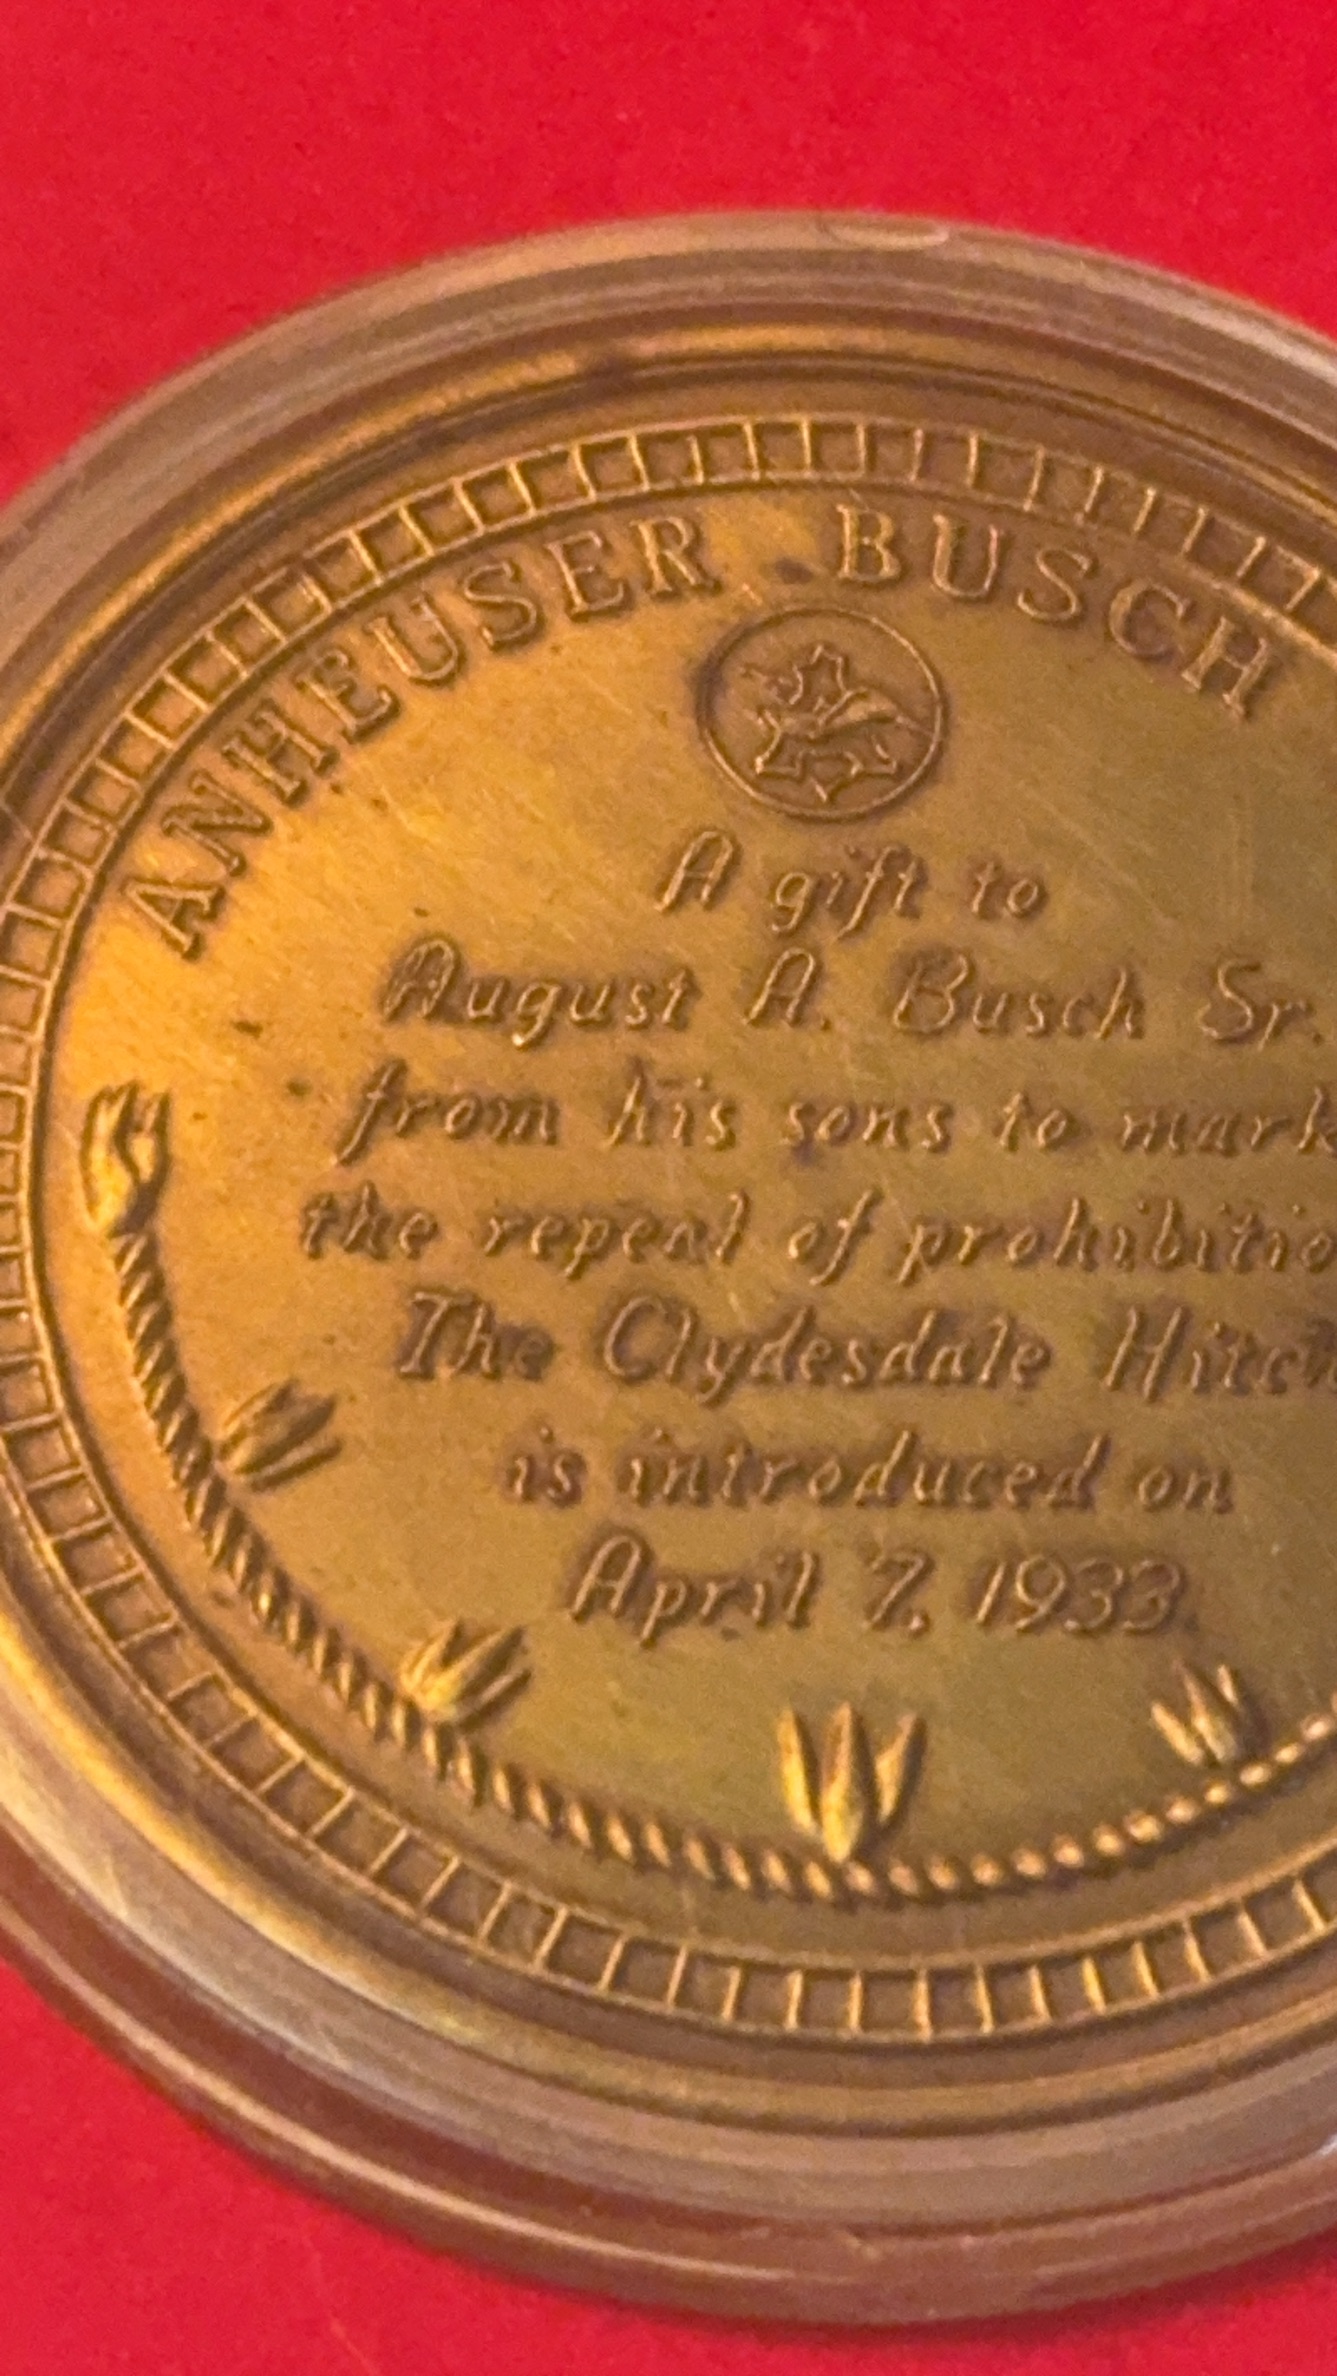 ANHEUSER BUSCH
A gift to
August A. Busch Sr.
from his sons to mark
the repeal of prohibitio
The Clydesdale Hitch
is introduced on
April 7, 1933.